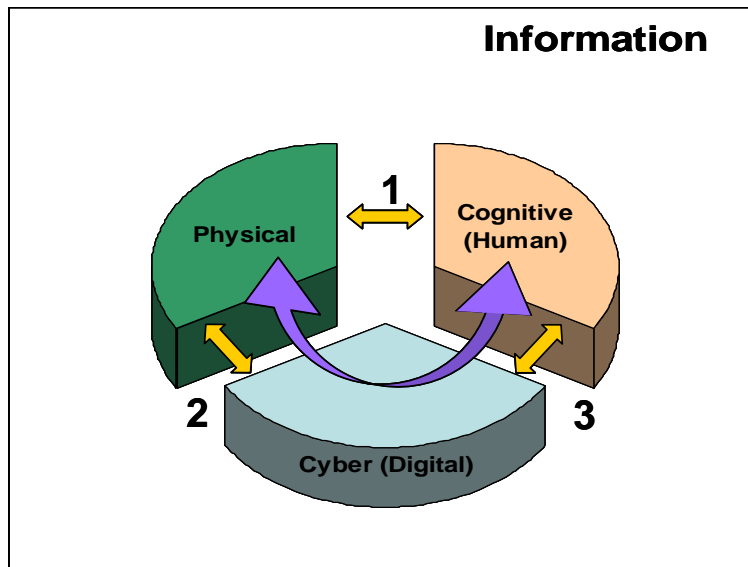 Information
1
Physical
Cognitive
(Human)
2
3
Cyber (Digital)